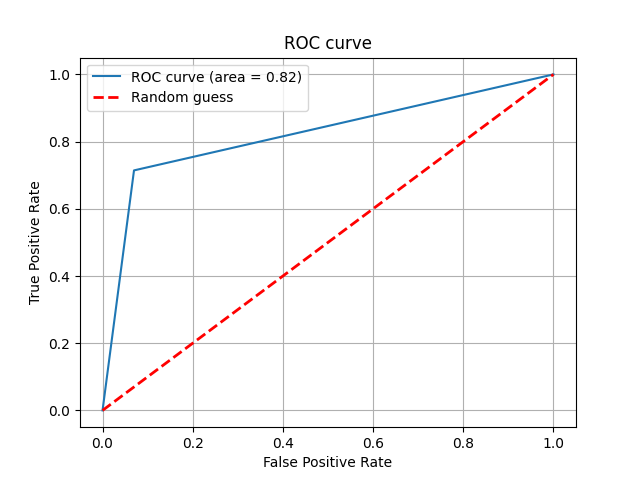 ROC curve
ROC curve (area = 0.82)
Random guess
True Positive Rate
1.0
0.8
0.6
0.4
0.2
0.0
0.0 0.2 0.4 0.6 0.8 1.0
False Positive Rate